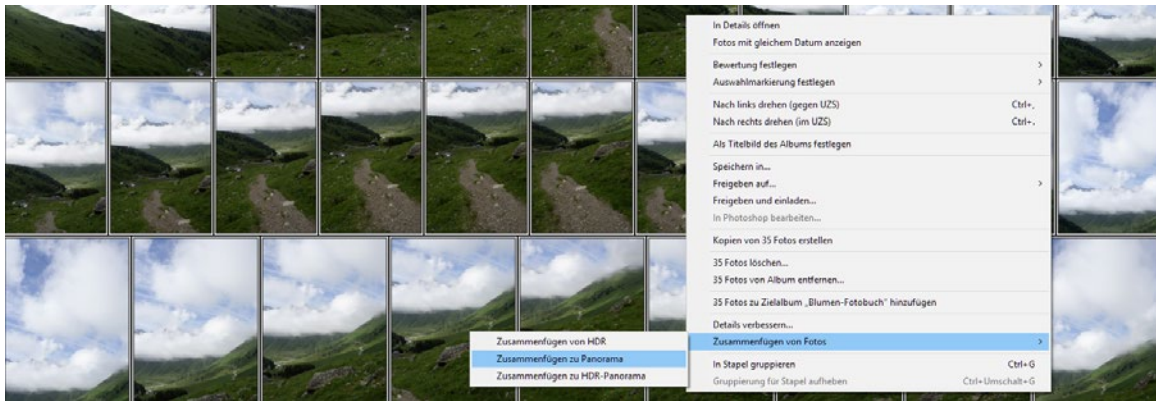 In Details öffnen
Fotos mit gleichem Datum anzeigen
Bewertung festlegen
Auswahlmarkierung festlegen
Nach links drehen (gegen UZS) Ctrl+,
Nach rechts drehen (im UZS) Ctrl+.
Als Titelbild des Albums festlegen
Speichern in...
Freigeben auf...
Freigeben und einladen...
In Photoshop bearbeiten...
Kopien von 35 Fotos erstellen
35 Fotos löschen...
35 Fotos von Album entfernen...
35 Fotos zu Zielalbum „Blumen-Fotobuch“ hinzufügen
Details verbessern...
Zusammenfügen von Fotos
Zusammenfügen von HDR
Zusammenfügen zu Panorama
Zusammenfügen zu HDR-Panorama
In Stapel gruppieren Ctrl+G
Gruppierung für Stapel aufheben Ctrl+Umschalt+G